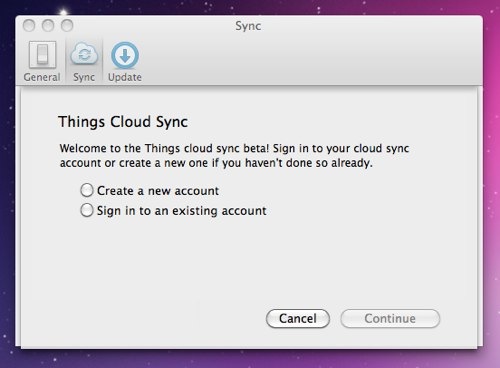 Sync
General Sync Update
Things Cloud Sync
Welcome to the Things cloud sync beta! Sign in to your cloud sync
account or create a new one if you haven't done so already.
Create a new account
Sign in to an existing account
Cancel Continue